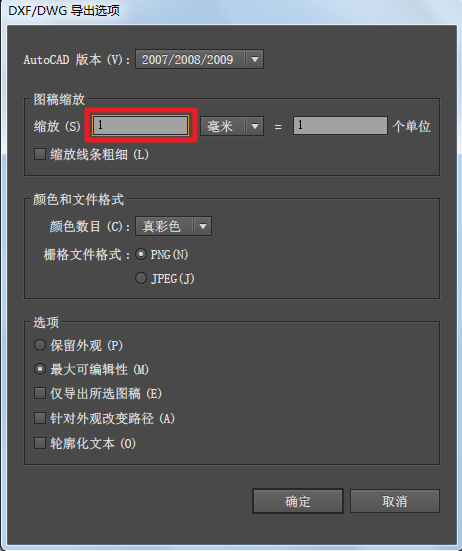 DXF/DWG 导出选项
AutoCAD 版本(V): 2007/2008/2009
图稿缩放
缩放(S) 1 毫米 = 1 个单位
缩放线条粗细(L)
颜色和文件格式
颜色数目(C): 真彩色
栅格文件格式: PNG(N)
JPEG(J)
选项
保留外观(P)
最大可编辑性(M)
仅导出所选图稿(E)
针对外观改变路径(A)
轮廓化文本(O)
确定 取消